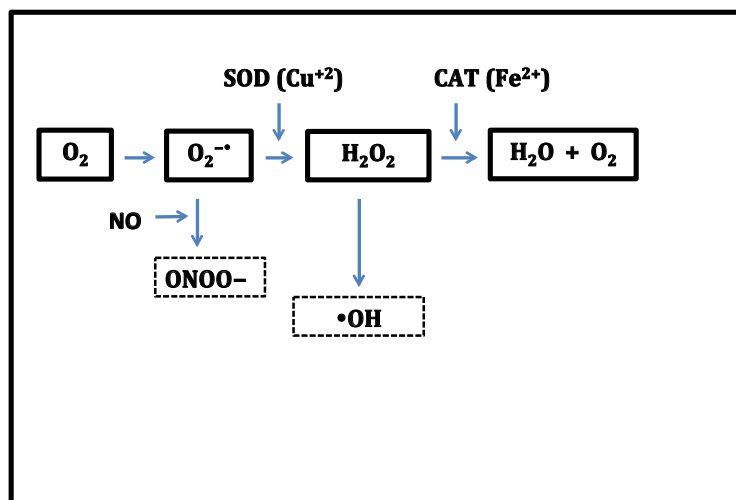 SOD (Cu⁺²) CAT (Fe²⁺)
O₂ O₂⁻• H₂O₂ H₂O + O₂
NO
ONOO−
•OH